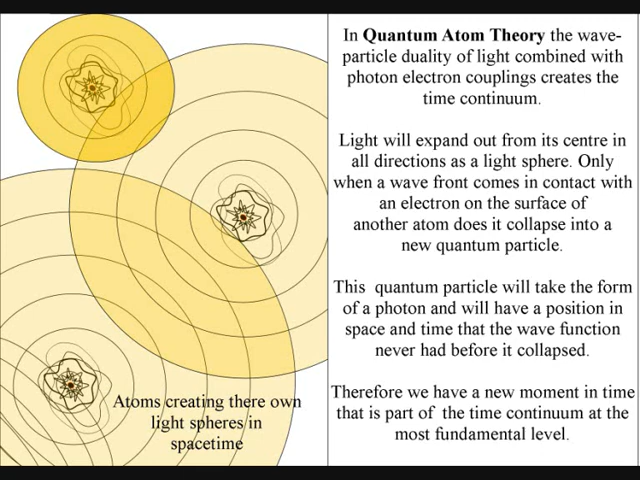 In Quantum Atom Theory the wave-
particle duality of light combined with
photon electron couplings creates the
time continuum.
Light will expand out from its centre in
all directions as a light sphere. Only
when a wave front comes in contact with
an electron on the surface of
another atom does it collapse into a
new quantum particle.
This quantum particle will take the form
of a photon and will have a position in
space and time that the wave function
never had before it collapsed.
Therefore we have a new moment in time
that is part of the time continuum at the
most fundamental level.
Atoms creating there own
light spheres in
spacetime